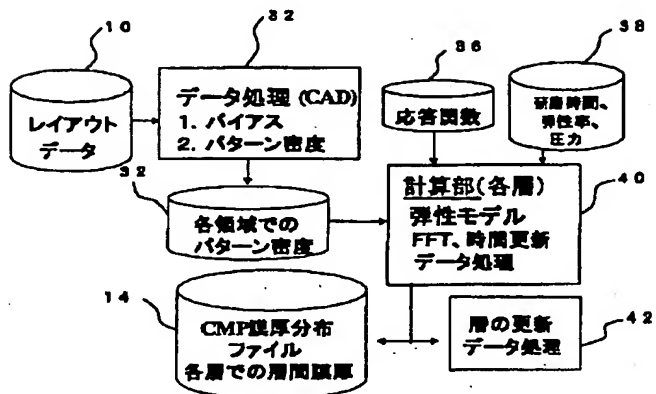 10
32
36
38
レイアウト
データ
データ処理 (CAD)
1. バイアス
2. パターン密度
応答関数
研磨時間、
弾性率、
圧力
32
各領域での
パターン密度
計算部(各層)
弾性モデル
FFT、時間更新
データ処理
40
14
CMP膜厚分布
ファイル
各層での層間膜厚
層の更新
データ処理
42